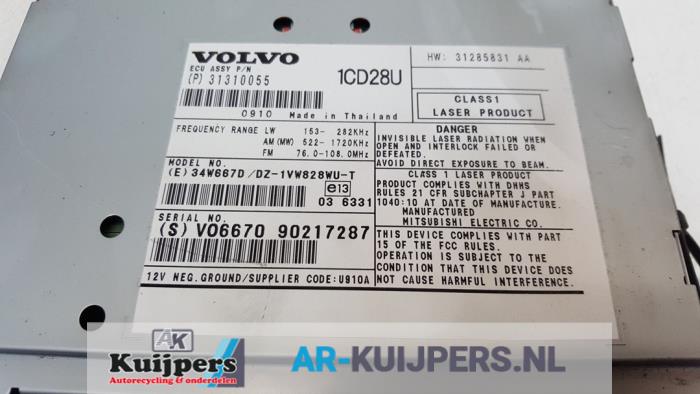 VOLVO
ECU ASSY P/N
(P) 31310055
1CD28U
HW: 31285831 AA
0910 Made in Thailand
CLASS1
LASER PRODUCT
FREQUENCY RANGE LW 153- 282KHz
AM(MW) 522-1720KHz
FM 76.0-108.0MHz
MODEL NO.
(E) 34W667D/DZ-1VW828WU-T
e13
03 6331
SERIAL NO.
(S) VO6670 90217287
12V NEG.GROUND/SUPPLIER CODE:U910A
DANGER
INVISIBLE LASER RADIATION WHEN
OPEN AND INTERLOCK FAILED OR
DEFEATED.
AVOID DIRECT EXPOSURE TO BEAM.
CLASS 1 LASER PRODUCT
PRODUCT COMPLIES WITH DHHS
RULES 21 CFR SUBCHAPTER J PART
1040:10 AT DATE OF MANUFACTURE.
MANUFACTURER
MITSUBISHI ELECTRIC CO.
THIS DEVICE COMPLIES WITH PART
15 OF THE FCC RULES.
OPERATION IS SUBJECT TO THE
CONDITION THAT THIS DEVICE DOES
NOT CAUSE HARMFUL INTERFERENCE.
AK
Kuijpers
Autorecycling & onderdelen
AR-KUIJPERS.NL